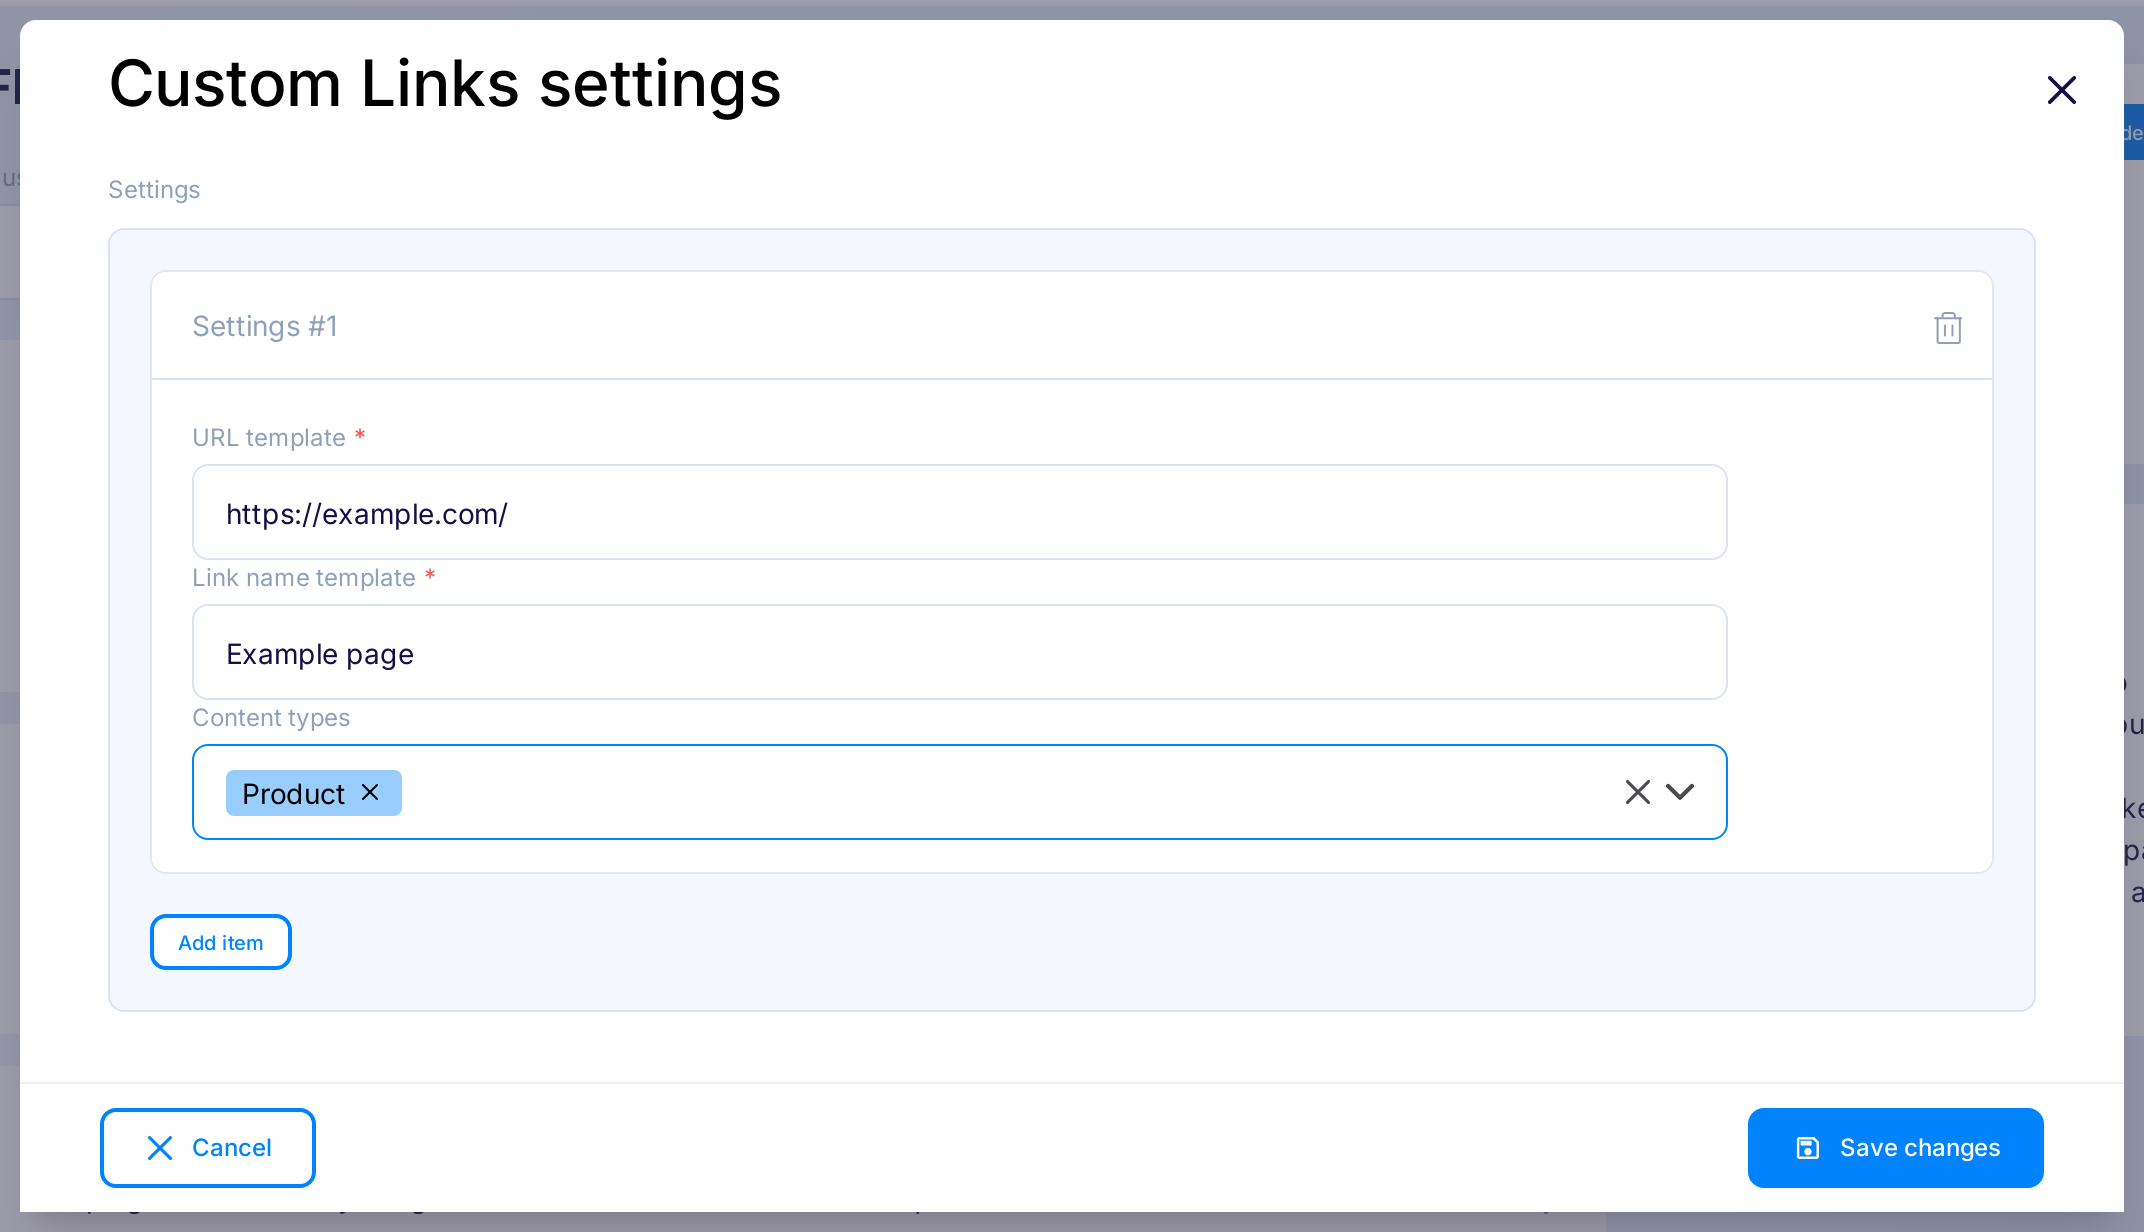 Custom Links settings
Settings
Settings #1
URL template *
https://example.com/
Link name template *
Example page
Content types
Product
Add item
Cancel
Save changes